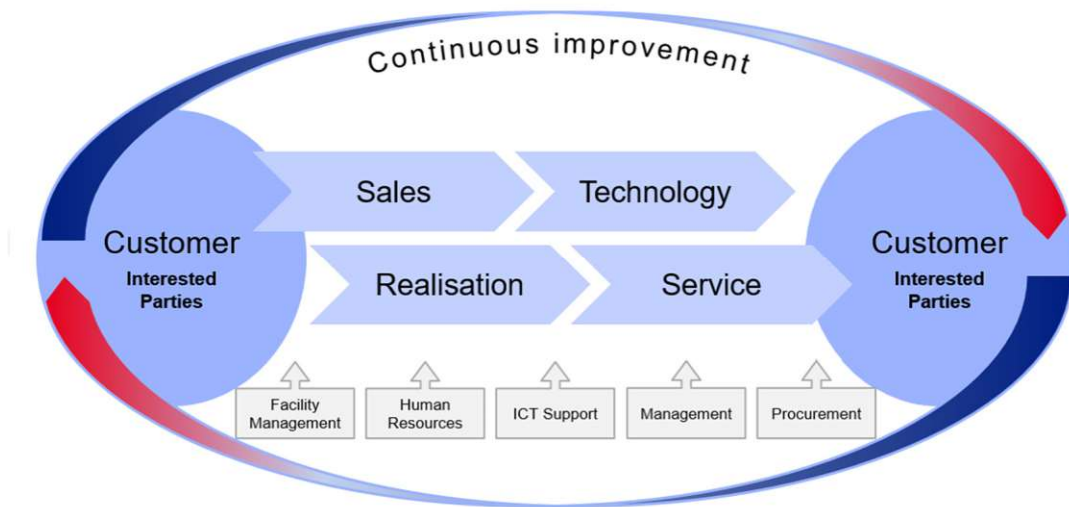 Continuous improvement
Sales
Technology
Customer
Interested
Parties
Customer
Interested
Parties
Realisation
Service
Facility
Management
Human
Resources
ICT Support
Management
Procurement